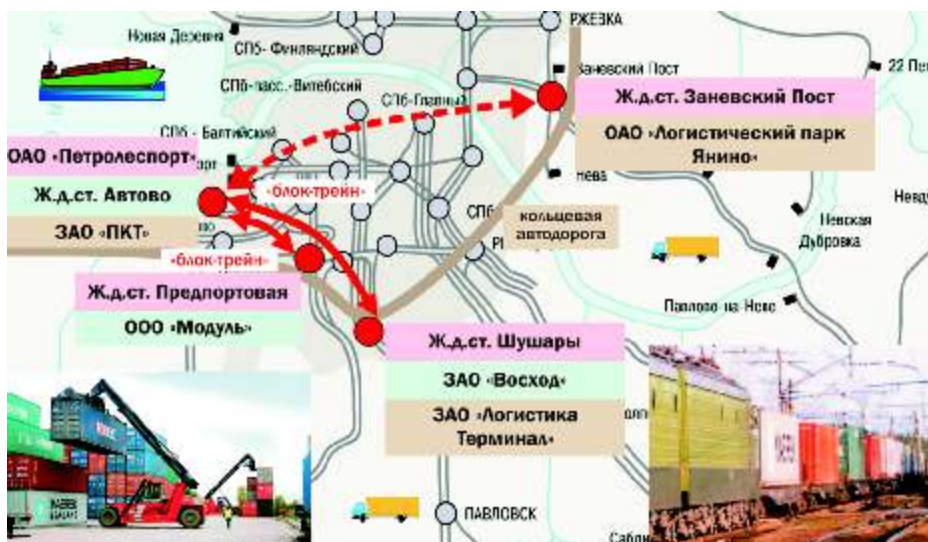 РЖЕВКА
Новая Деревня
СПб- Финляндский
Заневский Пост
22 Пе
СПб-пасс.-Витебский
СПб-Главный
Ж.д.ст. Заневский Пост
ОАО «Логистический парк
Янино»
СПб - Балтийский
ОАО «Петролеспорт»
Ж.д.ст. Автово
ЗАО «ПКТ»
«блок-трейн»
Нева
кольцевая
автодорога
Невская
Дубровка
«блок-трейн»
Ж.д.ст. Предпортовая
ООО «Модуль»
Павлово-на-Неве
Ж.д.ст. Шушары
ЗАО «Восход»
ЗАО «Логистика
Терминал»
ПАВЛОВСК